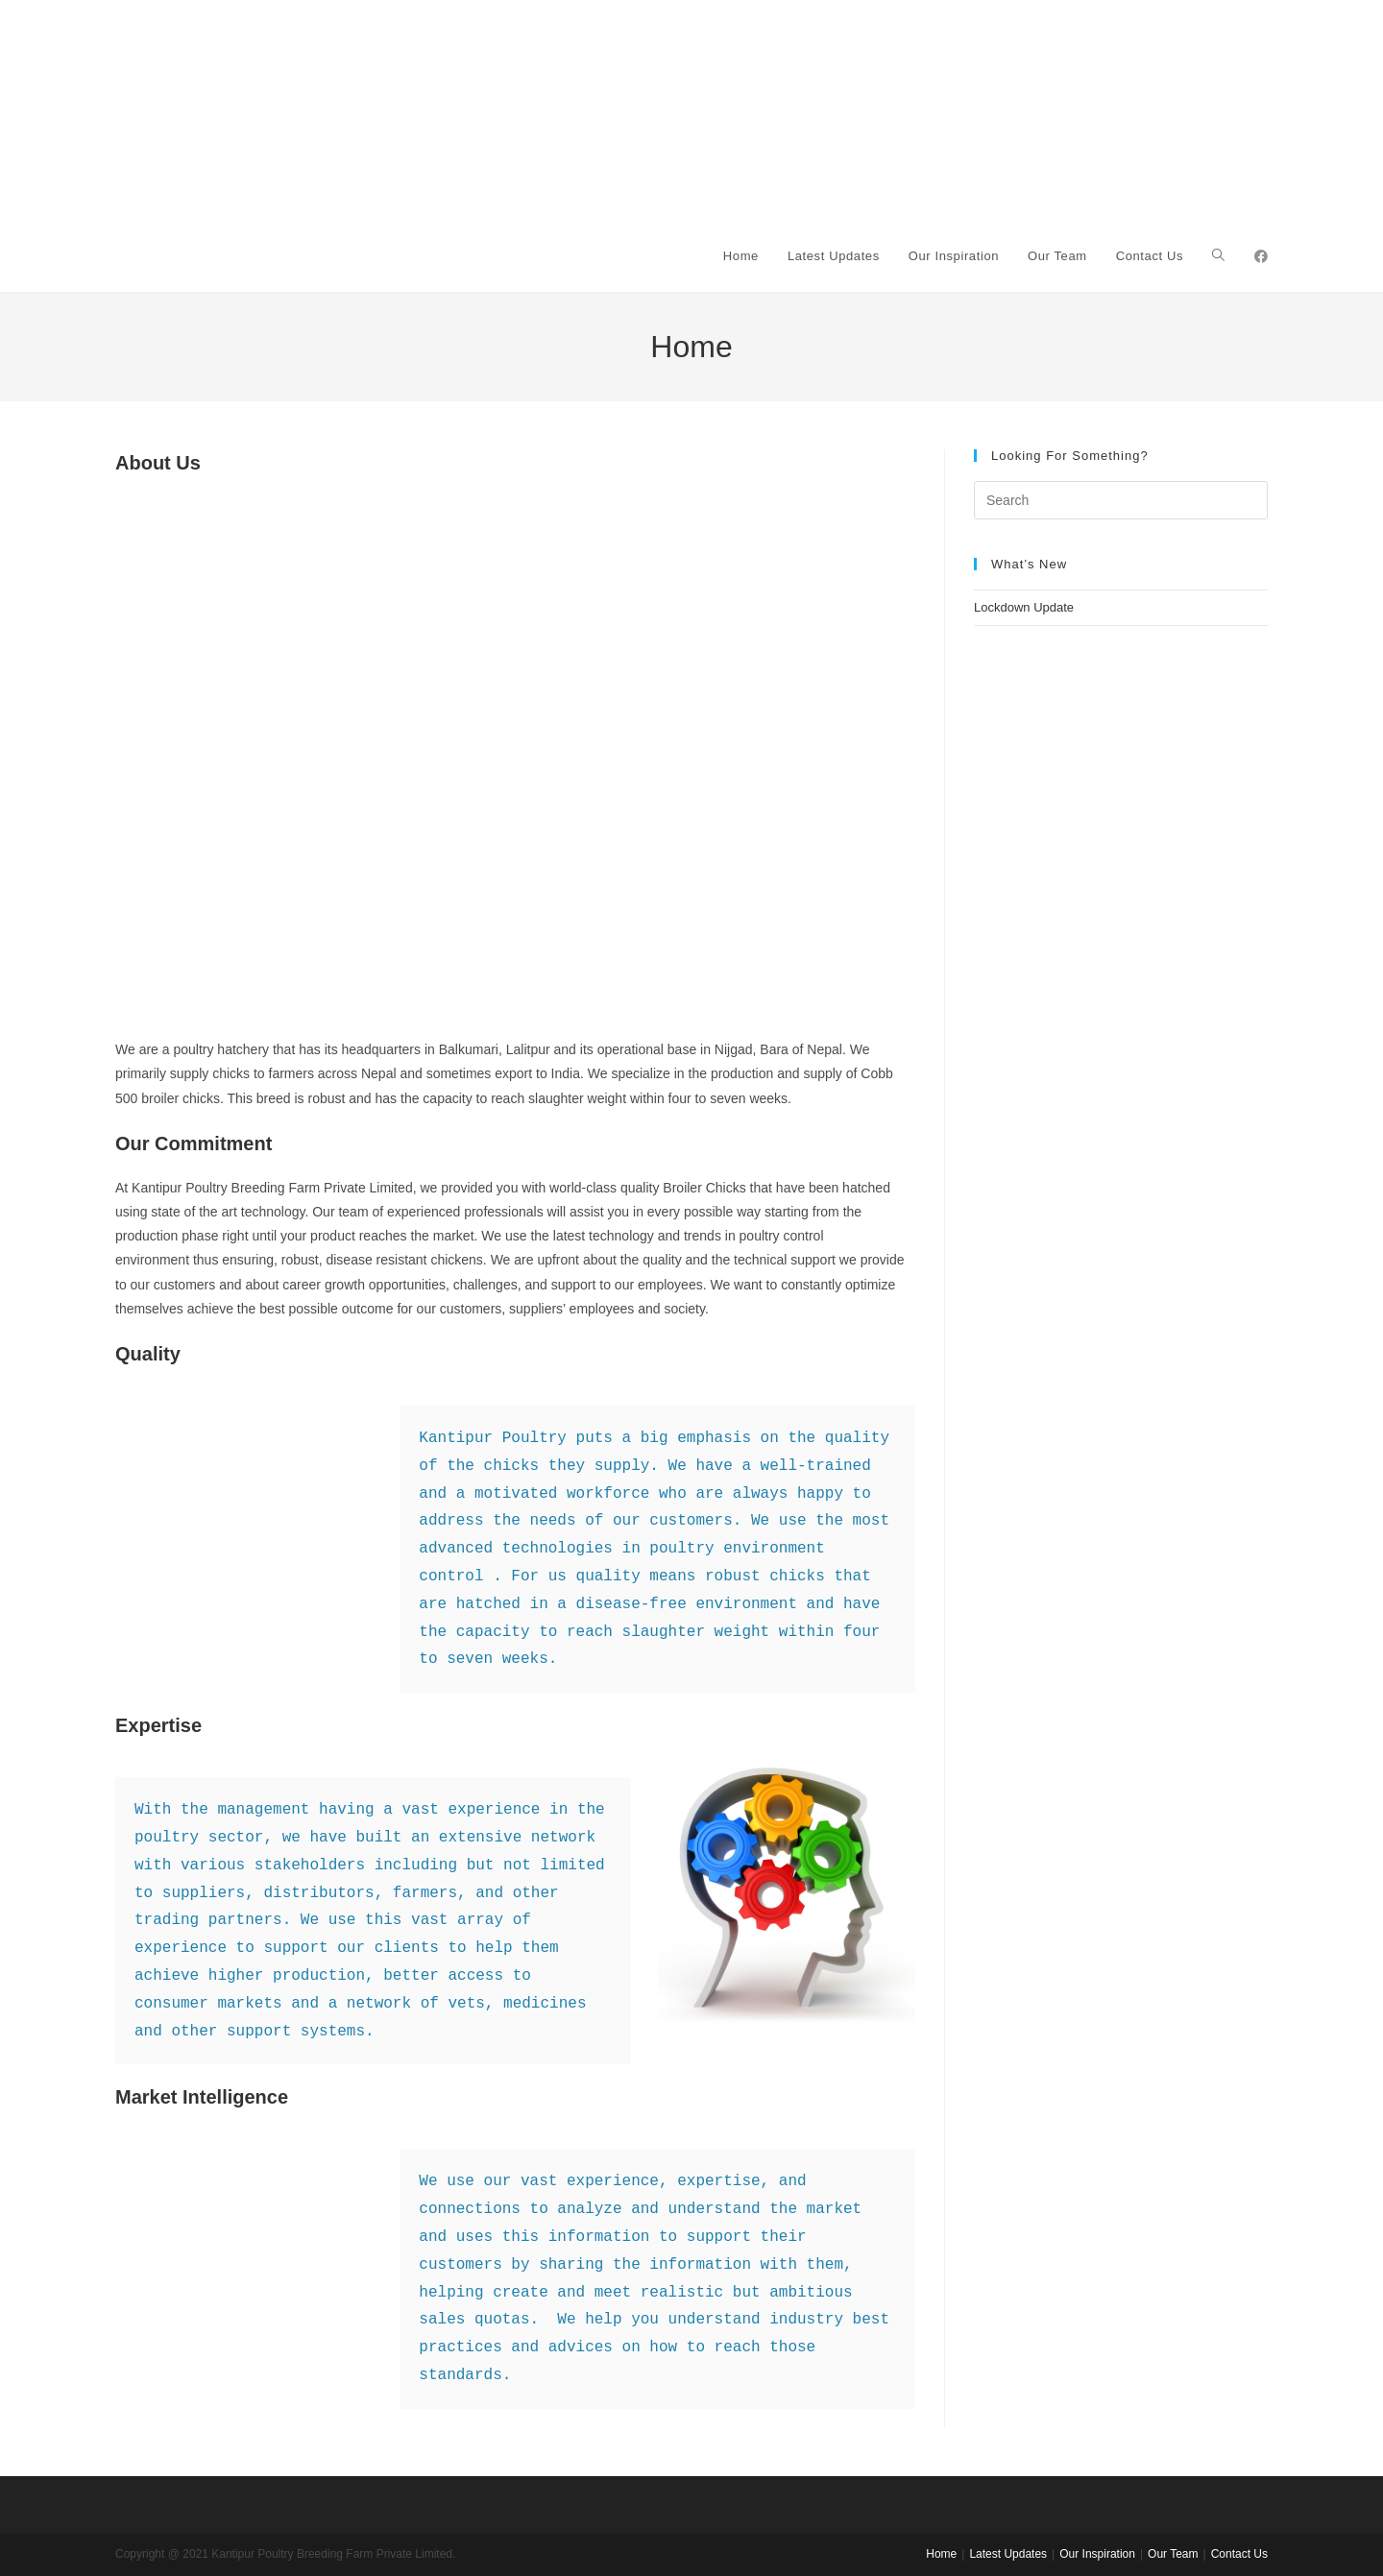 Home Latest Updates Our Inspiration Our Team Contact Us
Home
About Us
We are a poultry hatchery that has its headquarters in Balkumari, Lalitpur and its operational base in Nijgad, Bara of Nepal. We
primarily supply chicks to farmers across Nepal and sometimes export to India. We specialize in the production and supply of Cobb
500 broiler chicks. This breed is robust and has the capacity to reach slaughter weight within four to seven weeks.
Our Commitment
At Kantipur Poultry Breeding Farm Private Limited, we provided you with world-class quality Broiler Chicks that have been hatched
using state of the art technology. Our team of experienced professionals will assist you in every possible way starting from the
production phase right until your product reaches the market. We use the latest technology and trends in poultry control
environment thus ensuring, robust, disease resistant chickens. We are upfront about the quality and the technical support we provide
to our customers and about career growth opportunities, challenges, and support to our employees. We want to constantly optimize
themselves achieve the best possible outcome for our customers, suppliers’ employees and society.
Quality
Kantipur Poultry puts a big emphasis on the quality
of the chicks they supply. We have a well-trained
and a motivated workforce who are always happy to
address the needs of our customers. We use the most
advanced technologies in poultry environment
control . For us quality means robust chicks that
are hatched in a disease-free environment and have
the capacity to reach slaughter weight within four
to seven weeks.
Expertise
With the management having a vast experience in the
poultry sector, we have built an extensive network
with various stakeholders including but not limited
to suppliers, distributors, farmers, and other
trading partners. We use this vast array of
experience to support our clients to help them
achieve higher production, better access to
consumer markets and a network of vets, medicines
and other support systems.
Market Intelligence
We use our vast experience, expertise, and
connections to analyze and understand the market
and uses this information to support their
customers by sharing the information with them,
helping create and meet realistic but ambitious
sales quotas.  We help you understand industry best
practices and advices on how to reach those
standards.
Looking For Something?
Search
What's New
Lockdown Update
Copyright @ 2021 Kantipur Poultry Breeding Farm Private Limited.
Home | Latest Updates | Our Inspiration | Our Team | Contact Us